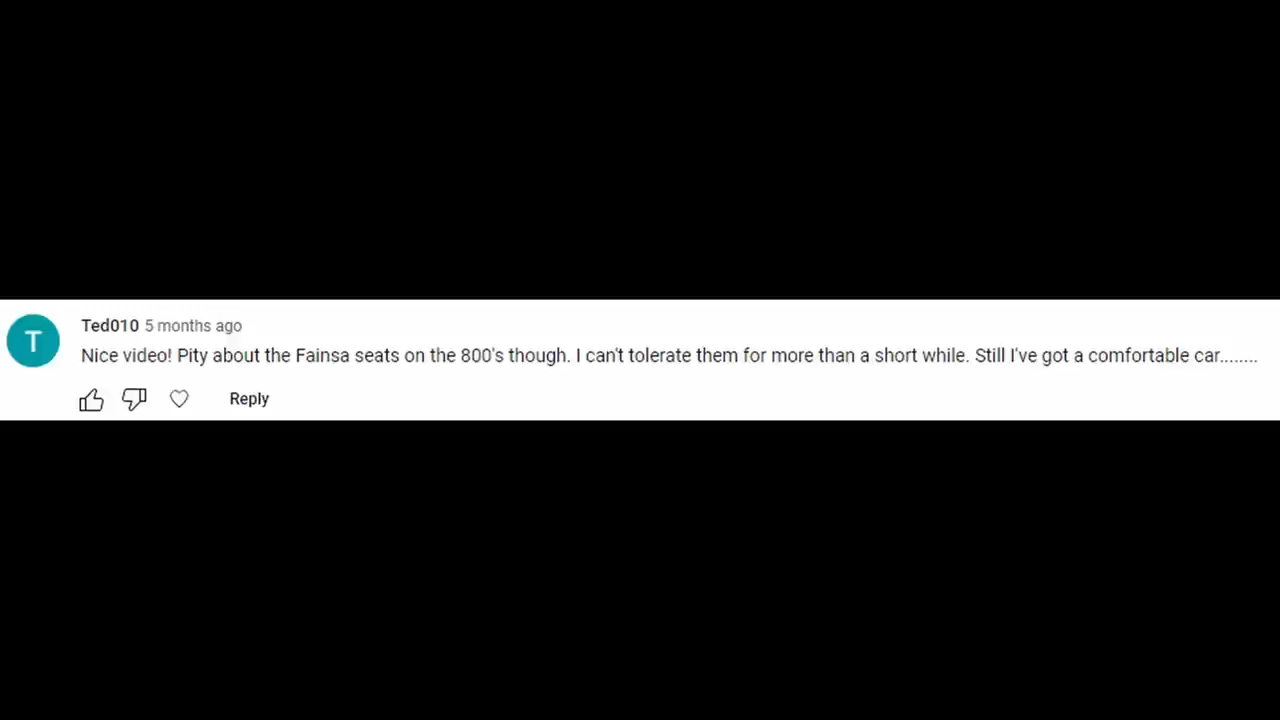 T
Ted010 5 months ago
Nice video! Pity about the Fainsa seats on the 800's though. I can't tolerate them for more than a short while. Still I've got a comfortable car........
Reply